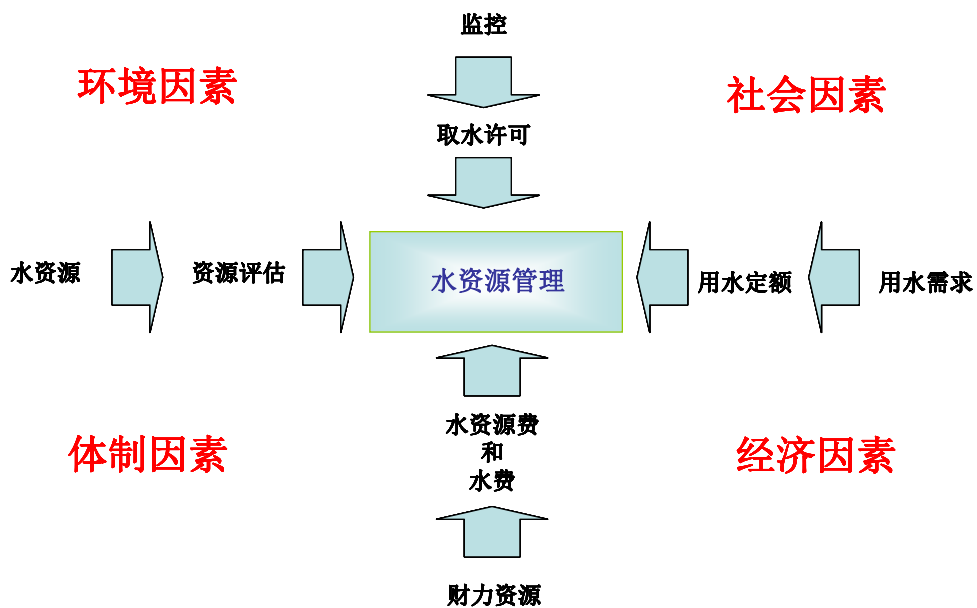 监控
环境因素
社会因素
取水许可
水资源
资源评估
水资源管理
用水定额
用水需求
水资源费
和
水费
体制因素
经济因素
财力资源